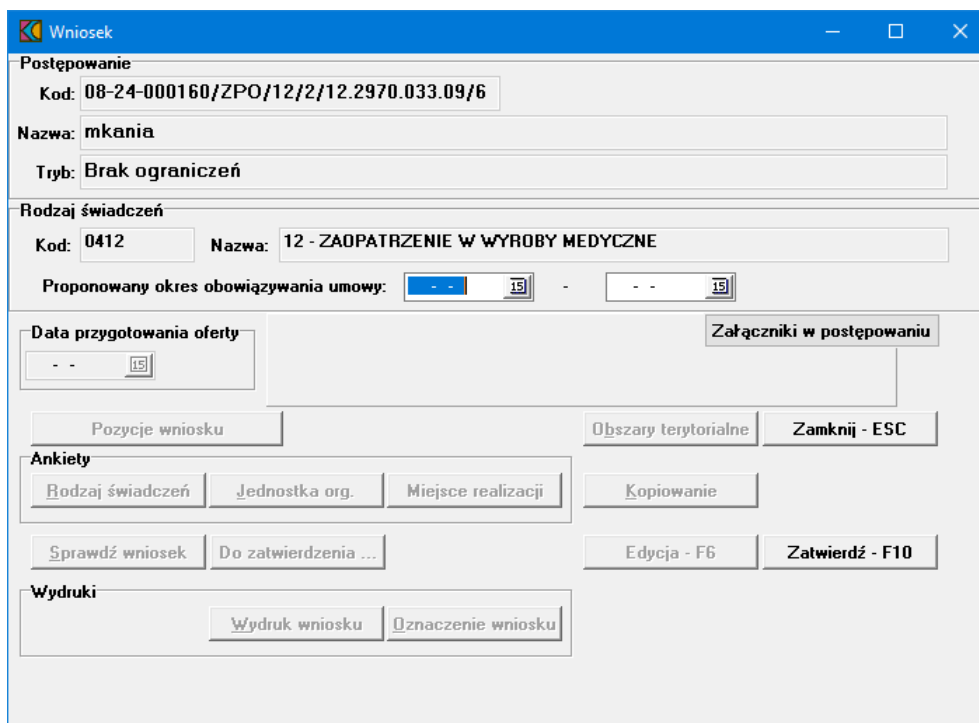 Wniosek
Postępowanie
Kod: 08-24-000160/ZPO/12/2/12.2970.033.09/6
Nazwa: mkania
Tryb: Brak ograniczeń
Rodzaj świadczeń
Kod: 0412 Nazwa: 12 - ZAOPATRZENIE W WYROBY MEDYCZNE
Proponowany okres obowiązywania umowy: - - 15 - - - 15
Data przygotowania oferty Załączniki w postępowaniu
- - 15
Pozycje wniosku Obszary terytorialne Zamknij - ESC
Ankiety
Rodzaj świadczeń Jednostka org. Miejsce realizacji Kopiowanie
Sprawdź wniosek Do zatwierdzenia ... Edycja - F6 Zatwierdź - F10
Wydruki
Wydruk wniosku Oznaczenie wniosku